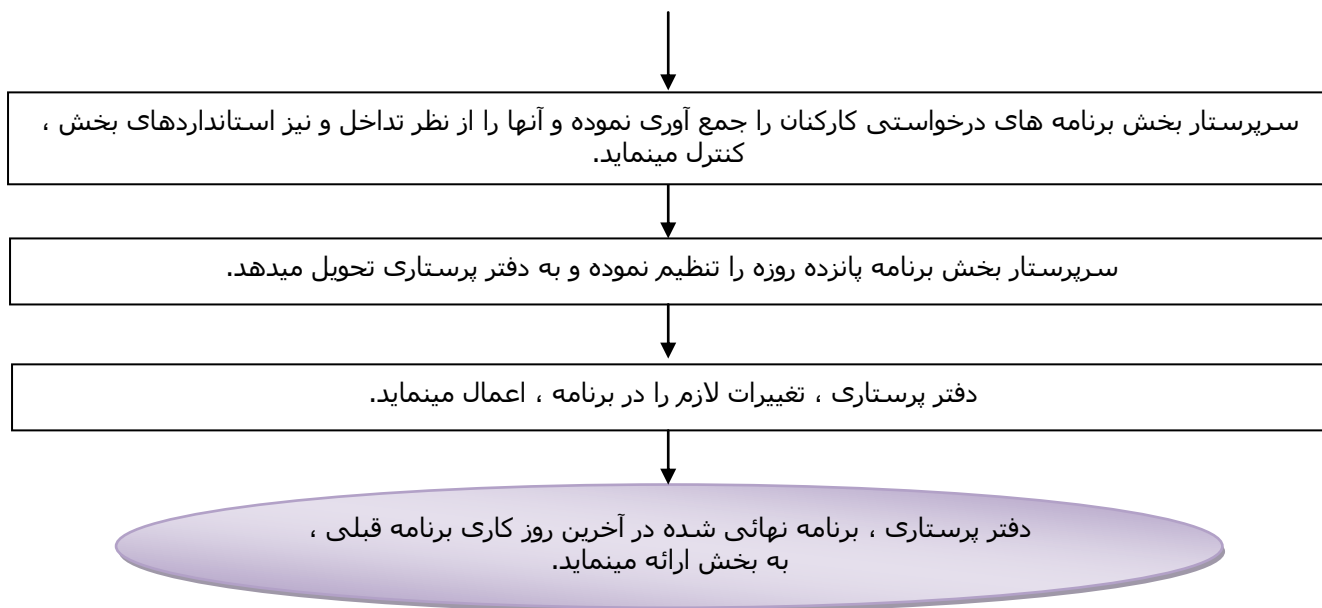 سرپرستار بخش برنامه های درخواستی کارکنان را جمع آوری نموده و آنها را از نظر تداخل و نیز استانداردهای بخش ،
کنترل مینماید.
سرپرستار بخش برنامه پانزده روزه را تنظیم نموده و به دفتر پرستاری تحویل میدهد.
دفتر پرستاری ، تغییرات لازم را در برنامه ، اعمال مینماید.
دفتر پرستاری ، برنامه نهائی شده در آخرین روز کاری برنامه قبلی ،
به بخش ارائه مینماید.